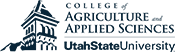 COLLEGE of
AGRICULTURE and
APPLIED SCIENCES
UtahStateUniversity